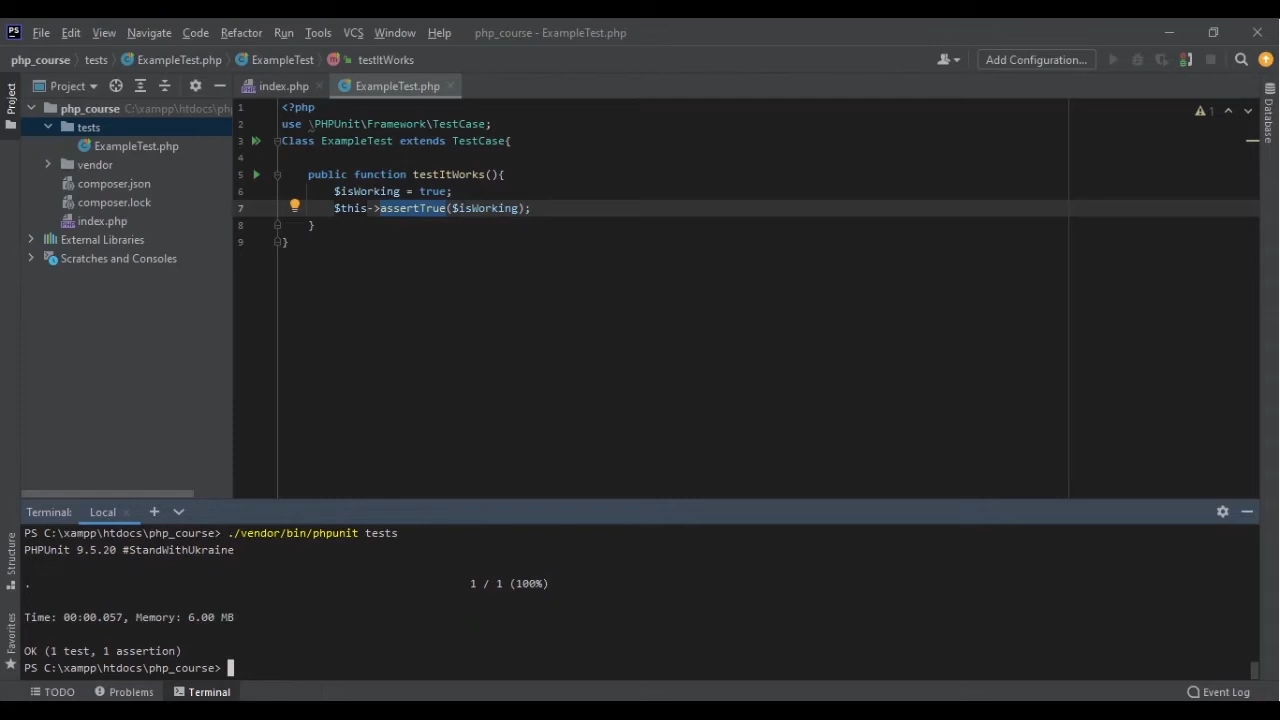 PS File Edit View Navigate Code Refactor Run Tools VCS Window Help php_course - ExampleTest.php
php_course tests ExampleTest.php ExampleTest m testItWorks Add Configuration...
Project index.php ExampleTest.php
php_course C:\xampp\htdocs\php
tests
ExampleTest.php
vendor
composer.json
composer.lock
index.php
External Libraries
Scratches and Consoles
Project
1 <?php
2 use \PHPUnit\Framework\TestCase;
3 Class ExampleTest extends TestCase{
4
5 public function testItWorks(){
6 $isWorking = true;
7 $this->assertTrue($isWorking);
8 }
9 }
1
Database
Terminal: Local
PS C:\xampp\htdocs\php_course> ./vendor/bin/phpunit tests
PHPUnit 9.5.20 #StandWithUkraine
. 1 / 1 (100%)
Time: 00:00.057, Memory: 6.00 MB
OK (1 test, 1 assertion)
PS C:\xampp\htdocs\php_course>
Structure
Favorites
TODO Problems Terminal Event Log